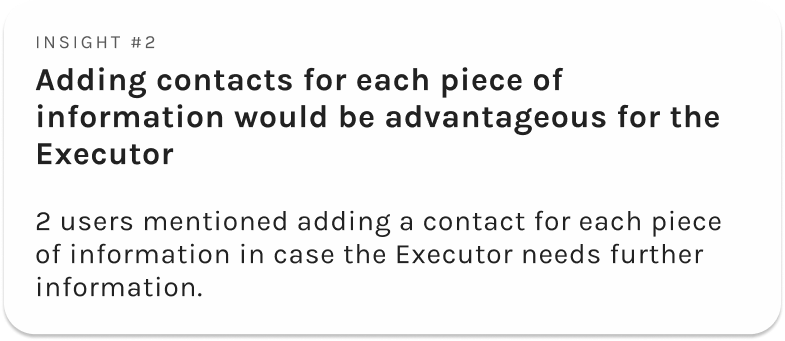 INSIGHT #2
Adding contacts for each piece of
information would be advantageous for the
Executor
2 users mentioned adding a contact for each piece
of information in case the Executor needs further
information.